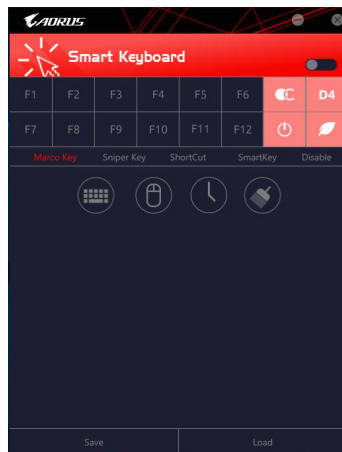 AORUS
Smart Keyboard
F1 F2 F3 F4 F5 F6 D4
F7 F8 F9 F10 F11 F12
Marco Key Sniper Key ShortCut SmartKey Disable
Save Load